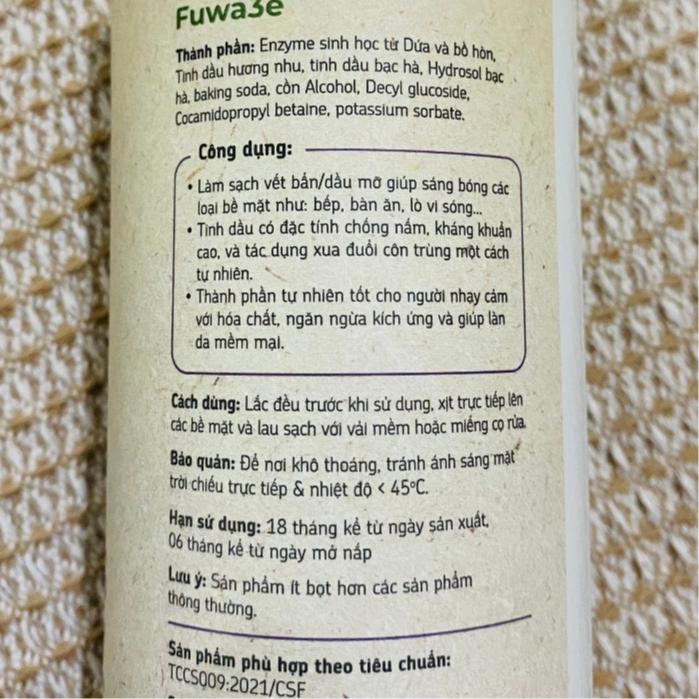 Fuwa3e
Thành phần: Enzyme sinh học từ Dứa và bồ hòn,
Tinh dầu hương nhu, tinh dầu bạc hà, Hydrosol bạc
hà, baking soda, cồn Alcohol, Decyl glucoside,
Cocamidopropyl betaine, potassium sorbate.
Công dụng:
• Làm sạch vết bẩn/dầu mỡ giúp sáng bóng các
loại bề mặt như: bếp, bàn ăn, lò vi sóng...
• Tinh dầu có đặc tính chống nấm, kháng khuẩn
cao, và tác dụng xua đuổi côn trùng một cách
tự nhiên.
• Thành phần tự nhiên tốt cho người nhạy cảm
với hóa chất, ngăn ngừa kích ứng và giúp làn
da mềm mại.
Cách dùng: Lắc đều trước khi sử dụng, xịt trực tiếp lên
các bề mặt và lau sạch với vải mềm hoặc miếng cọ rửa.
Bảo quản: Để nơi khô thoáng, tránh ánh sáng mặt
trời chiếu trực tiếp & nhiệt độ < 45°C.
Hạn sử dụng: 18 tháng kể từ ngày sản xuất,
06 tháng kể từ ngày mở nắp
Lưu ý: Sản phẩm ít bọt hơn các sản phẩm
thông thường.
Sản phẩm phù hợp theo tiêu chuẩn:
TCCS009:2021/CSF